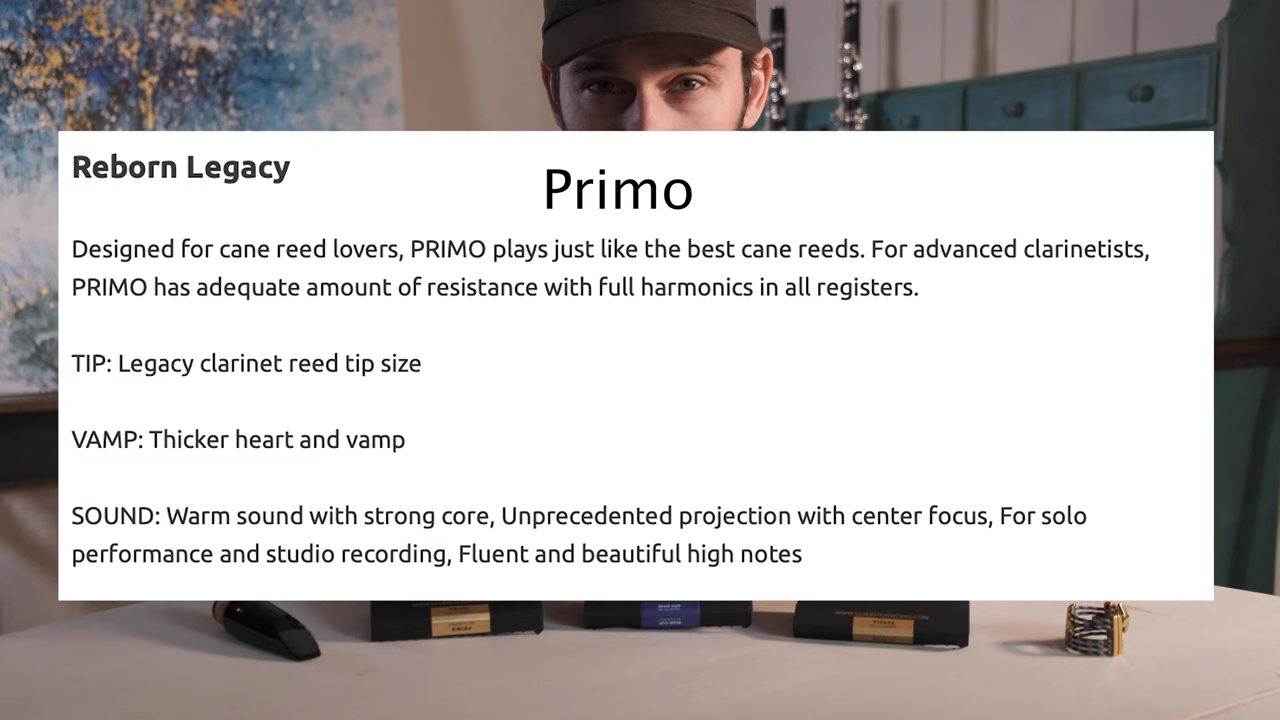 Reborn Legacy
Primo
Designed for cane reed lovers, PRIMO plays just like the best cane reeds. For advanced clarinetists,
PRIMO has adequate amount of resistance with full harmonics in all registers.
TIP: Legacy clarinet reed tip size
VAMP: Thicker heart and vamp
SOUND: Warm sound with strong core, Unprecedented projection with center focus, For solo
performance and studio recording, Fluent and beautiful high notes
PRIMO